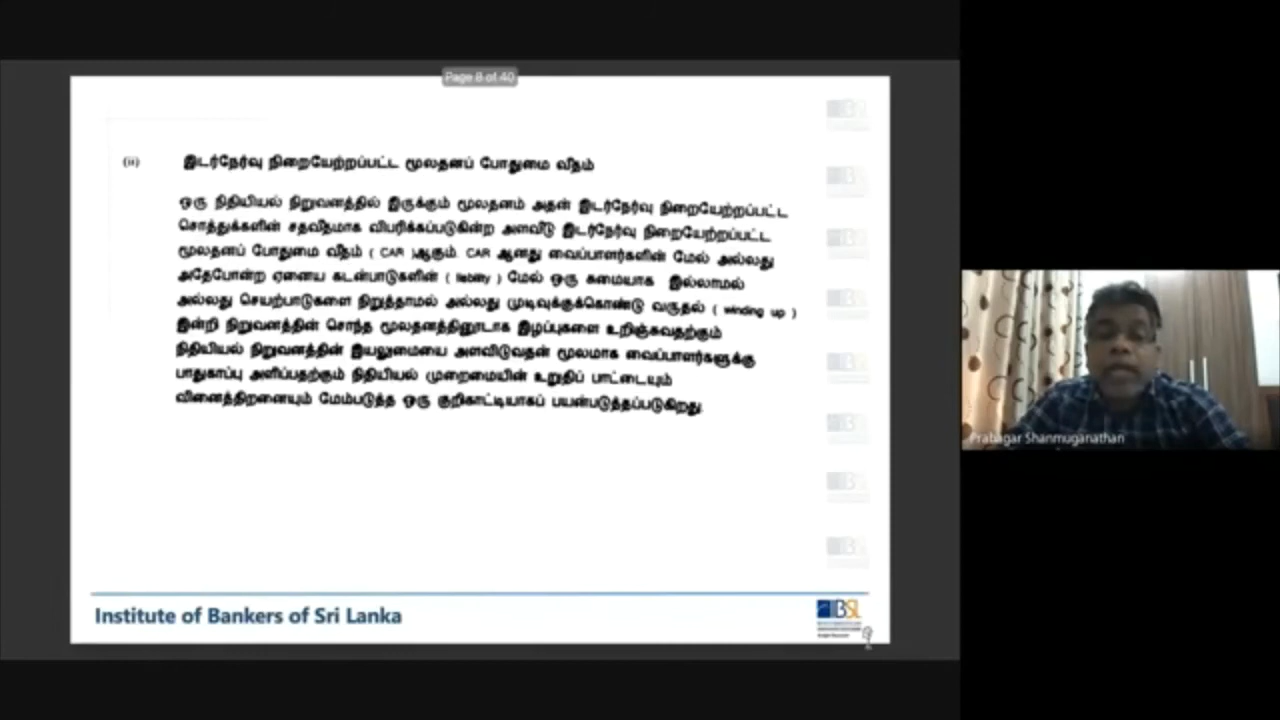 Page 8 of 40
(ii) இடர்நேர்வு நிறையேற்றப்பட்ட மூலதனப் போதுமை வீதம்
ஒரு நிதியியல் நிறுவனத்தில் இருக்கும் மூலதனம் அதன் இடர்நேர்வு நிறையேற்றப்பட்ட
சொத்துக்களின் சதவீதமாக விபரிக்கப்படுகின்ற அளவீடு இடர்நேர்வு நிறையேற்றப்பட்ட
மூலதனப் போதுமை வீதம் ( CAR )ஆகும். CAR ஆனது வைப்பாளர்களின் மேல் அல்லது
அதேபோன்ற ஏனைய கடன்பாடுகளின் ( liability ) மேல் ஒரு சுமையாக இல்லாமல்
அல்லது செயற்பாடுகளை நிறுத்தாமல் அல்லது முடிவுக்குக்கொண்டு வருதல் ( winding up )
இன்றி நிறுவனத்தின் சொந்த மூலதனத்தினூடாக இழப்புகளை உறிஞ்சுவதற்கும்
நிதியியல் நிறுவனத்தின் இயலுமையை அளவிடுவதன் மூலமாக வைப்பாளர்களுக்கு
பாதுகாப்பு அளிப்பதற்கும் நிதியியல் முறைமையின் உறுதிப் பாட்டையும்
வினைத்திறனையும் மேம்படுத்த ஒரு குறிகாட்டியாகப் பயன்படுத்தப்படுகிறது.
Institute of Bankers of Sri Lanka
IBSL
Prabagar Shanmuganathan